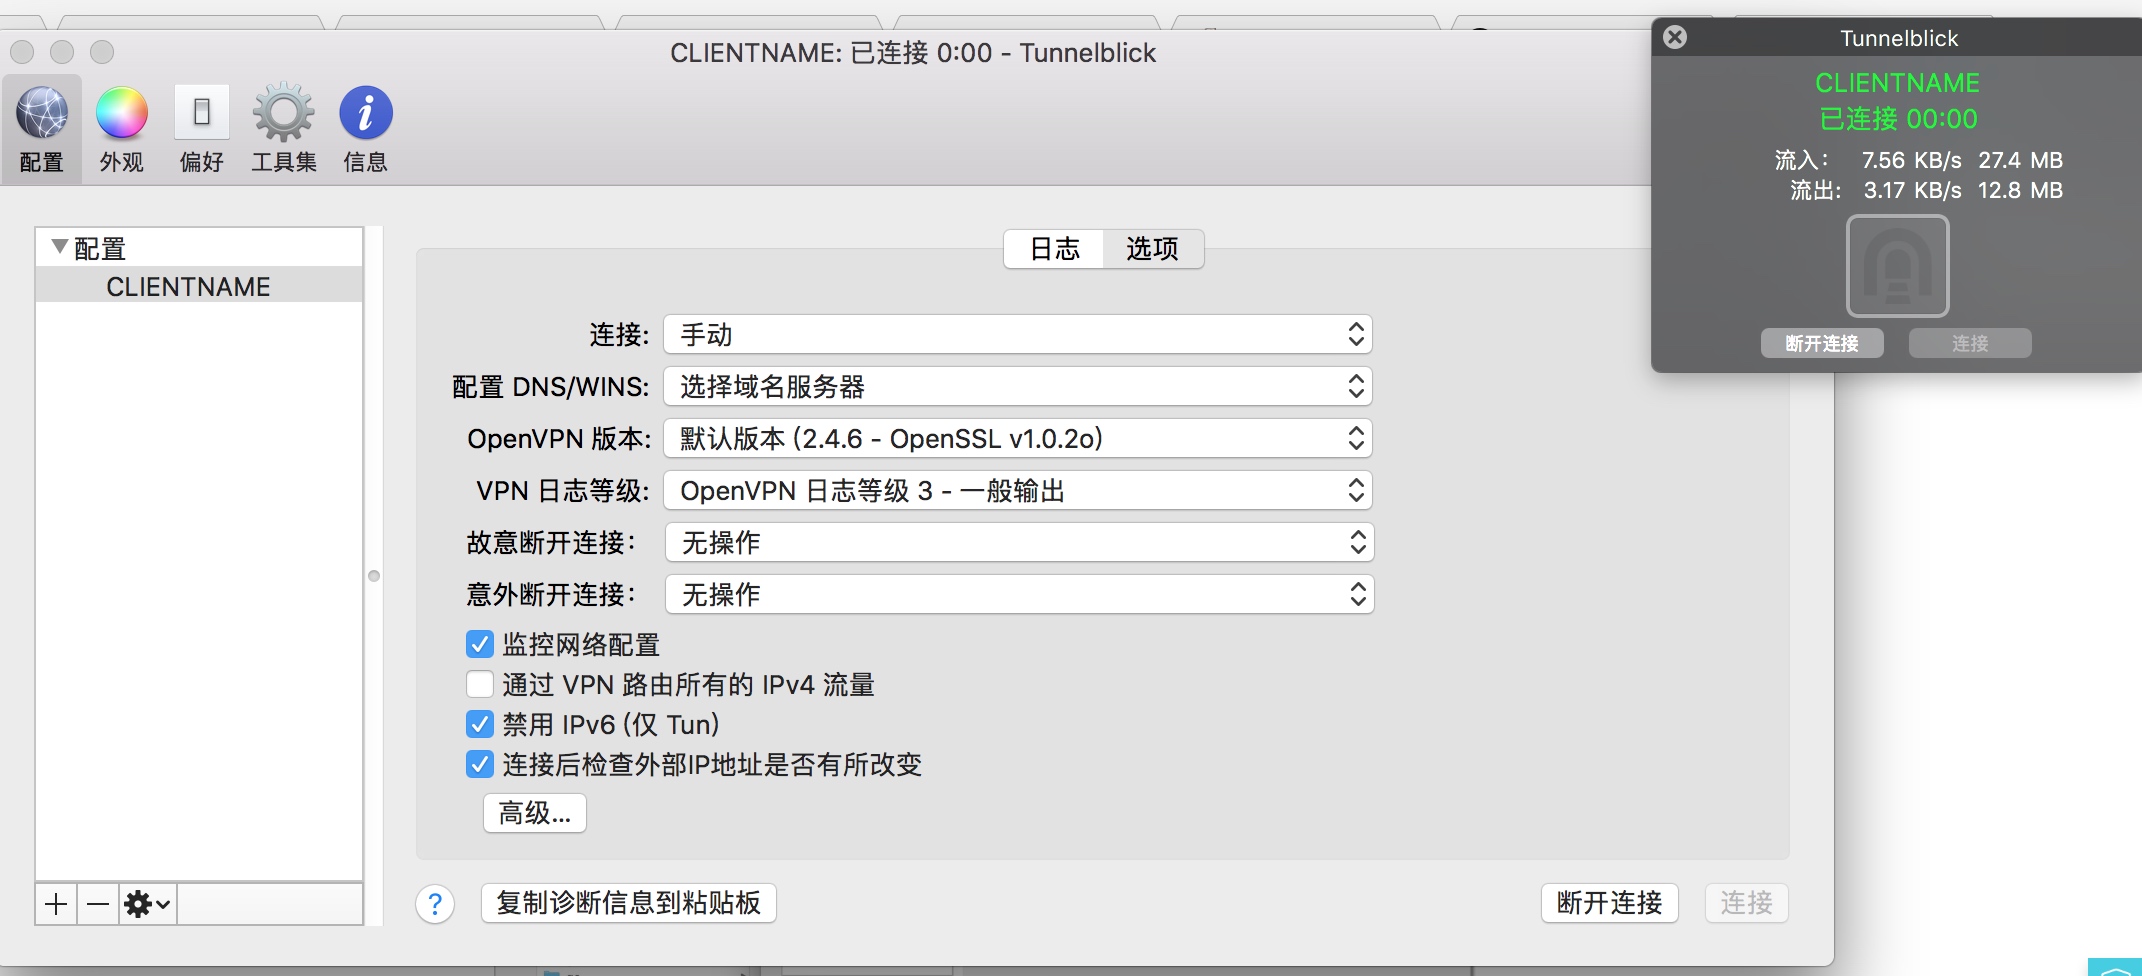 CLIENTNAME: 已连接 0:00 - Tunnelblick
配置 外观 偏好 工具集 信息
Tunnelblick
CLIENTNAME
已连接 00:00
流入: 7.56 KB/s 27.4 MB
流出: 3.17 KB/s 12.8 MB
断开连接 连接
配置
CLIENTNAME
日志 选项
连接: 手动
配置 DNS/WINS: 选择域名服务器
OpenVPN 版本: 默认版本 (2.4.6 - OpenSSL v1.0.2o)
VPN 日志等级: OpenVPN 日志等级 3 - 一般输出
故意断开连接: 无操作
意外断开连接: 无操作
监控网络配置
通过 VPN 路由所有的 IPv4 流量
禁用 IPv6 (仅 Tun)
连接后检查外部IP地址是否有所改变
高级...
? 复制诊断信息到粘贴板 断开连接 连接